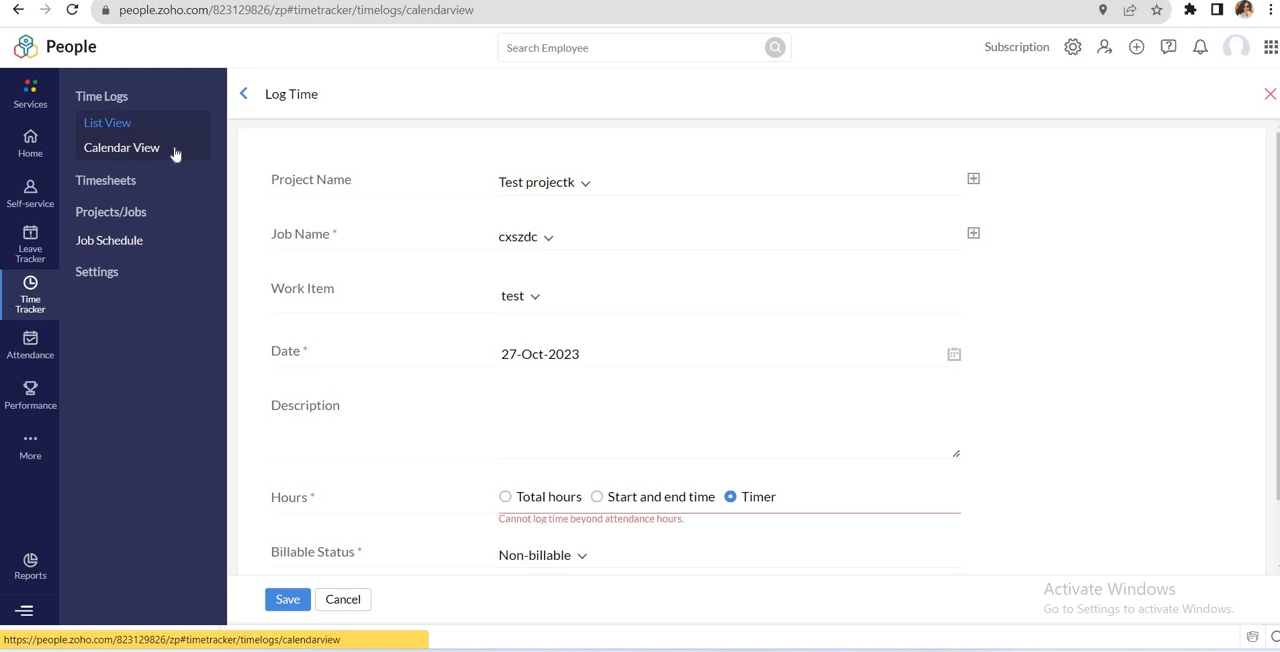 people.zoho.com/823129826/zp#timetracker/timelogs/calendarview
People
Search Employee
Subscription
Services
Home
Self-service
Leave
Tracker
Time
Tracker
Attendance
Performance
More
Reports
Time Logs
List View
Calendar View
Timesheets
Projects/Jobs
Job Schedule
Settings
Log Time
Project Name
Test projectk
Job Name *
cxszdc
Work Item
test
Date *
27-Oct-2023
Description
Hours *
Total hours Start and end time Timer
Cannot log time beyond attendance hours.
Billable Status *
Non-billable
Save Cancel
Activate Windows
Go to Settings to activate Windows.
https://people.zoho.com/823129826/zp#timetracker/timelogs/calendarview